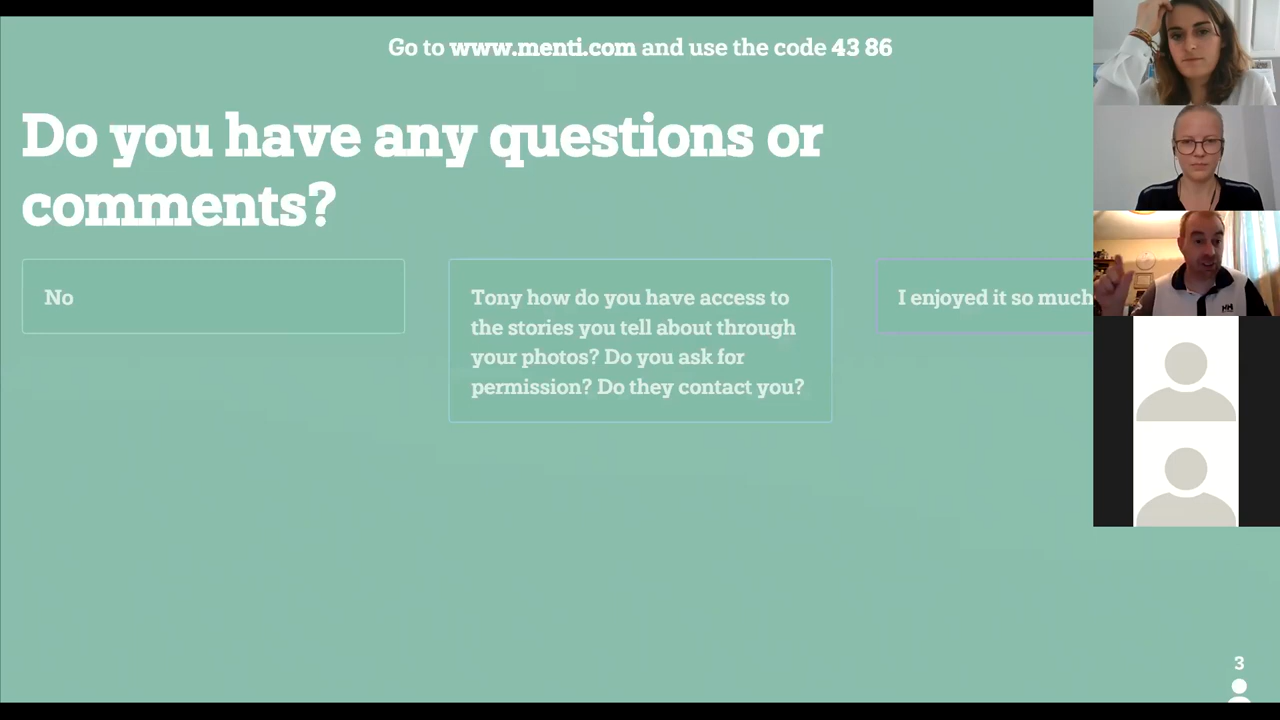 Go to www.menti.com and use the code 43 86
Do you have any questions or
comments?
No
Tony how do you have access to
the stories you tell about through
your photos? Do you ask for
permission? Do they contact you?
I enjoyed it so much
HH
3